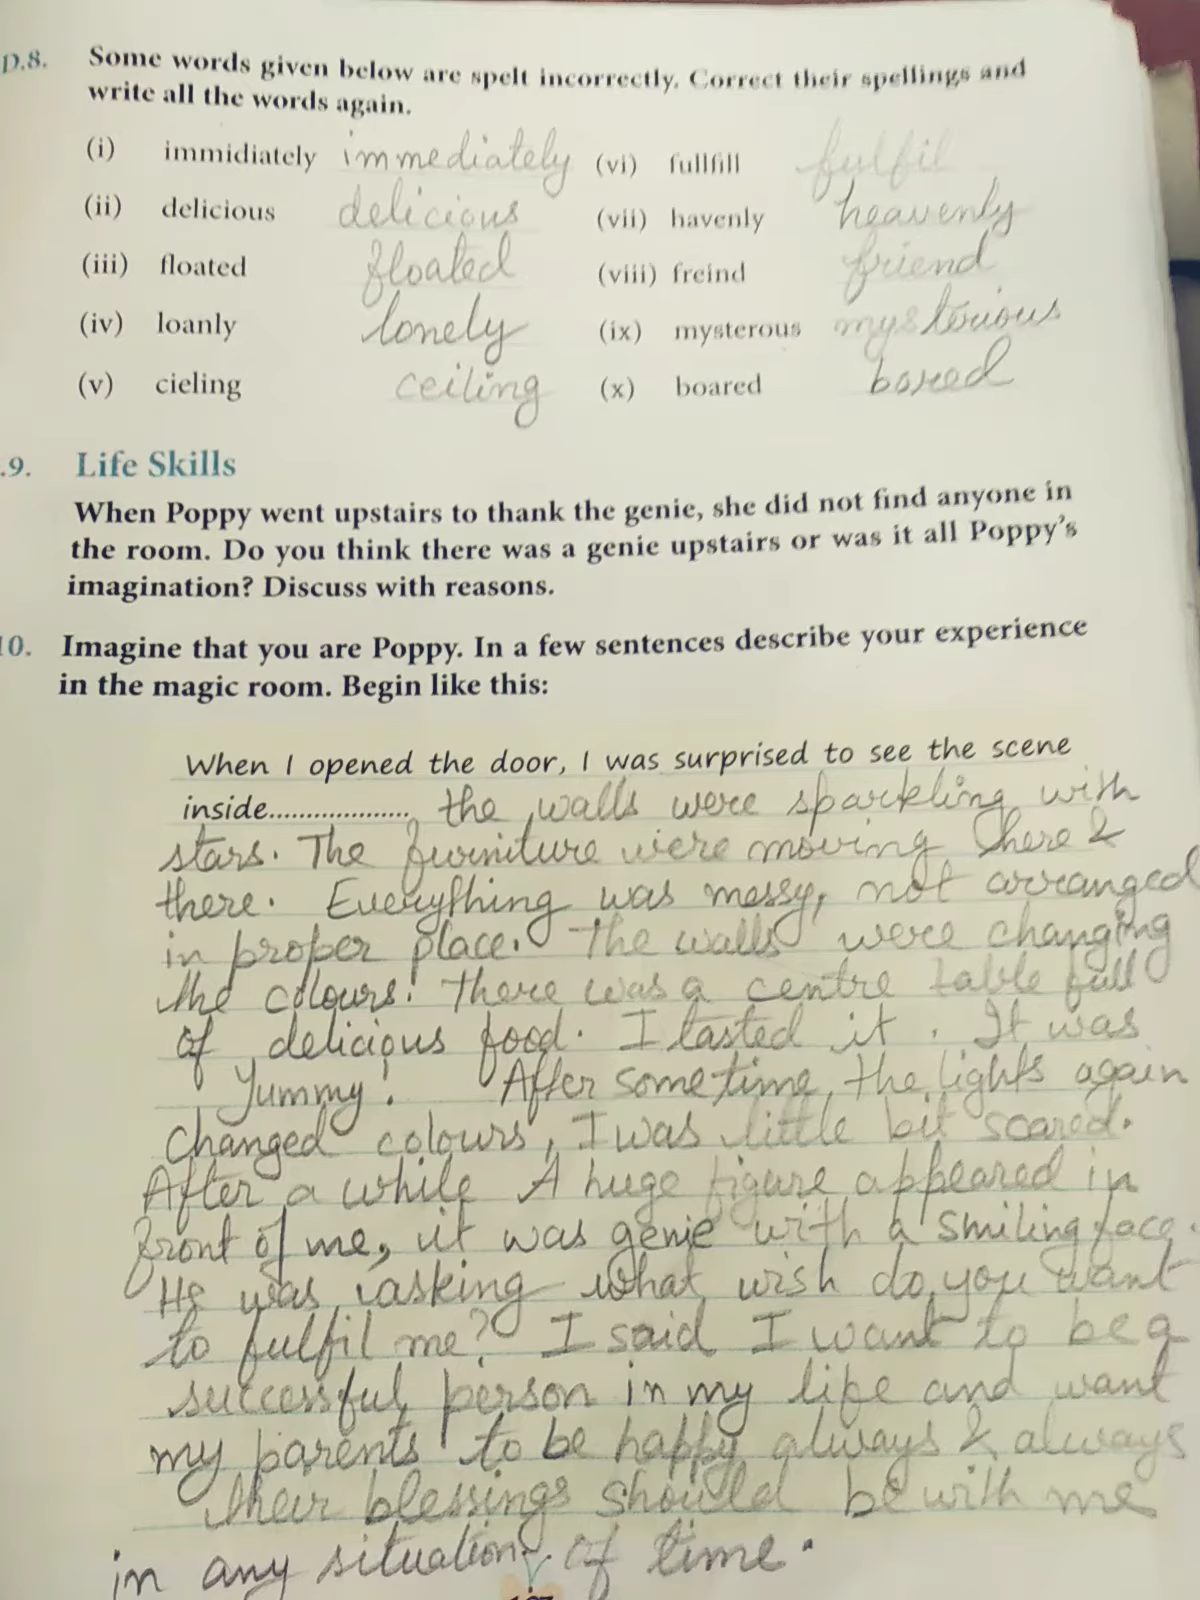 D.8. Some words given below are spelt incorrectly. Correct their spellings and
write all the words again.
(i) immidiately immediately (vi) fullfill fulfil
(ii) delicious delicious (vii) havenly heavenly
(iii) floated floated (viii) freind friend
(iv) loanly lonely (ix) mysterous mysterious
(v) cieling ceiling (x) boared bored
.9. Life Skills
When Poppy went upstairs to thank the genie, she did not find anyone in
the room. Do you think there was a genie upstairs or was it all Poppy's
imagination? Discuss with reasons.
10. Imagine that you are Poppy. In a few sentences describe your experience
in the magic room. Begin like this:
When I opened the door, I was surprised to see the scene
inside.................... the walls were sparkling with
stars. The furniture were moving here &
there. Everything was messy, not arranged
in proper place. The walls were changing
the colours. There was a centre table full
of delicious food. I tasted it. It was
Yummy! After some time, the lights again
changed colours, I was little bit scared.
After a while A huge figure appeared in
front of me, it was genie with a smiling face.
He was asking what wish do you want
to fulfil me? I said I want to be a
successful person in my life and want
my parents to be happy always & always
their blessings should be with me
in any situation of time.